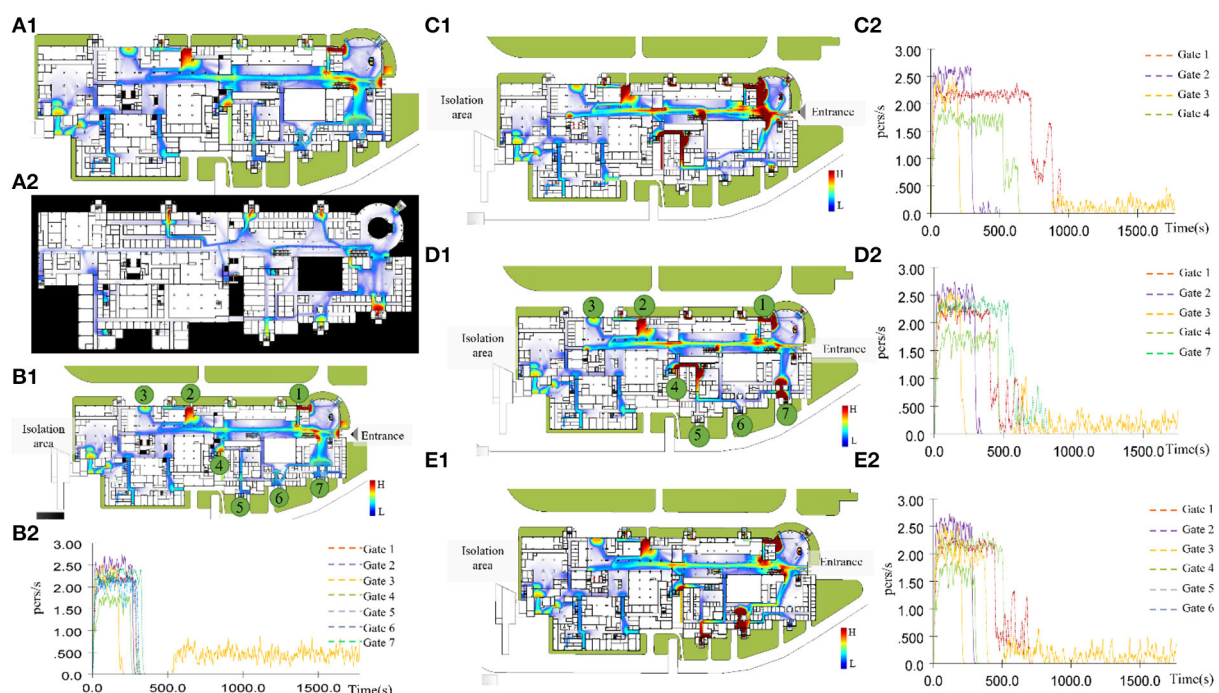 A1
A2
B1
3
2
1
Isolation
area
Entrance
4
5
6
7
H
L
B2
3.00
2.50
2.00
1.50
1.00
.500
0.0
pers/s
0.0
500.0
1000.0
1500.0
Time(s)
Gate 1
Gate 2
Gate 3
Gate 4
Gate 5
Gate 6
Gate 7
C1
Isolation
area
Entrance
H
L
D1
3
2
1
Isolation
area
Entrance
4
5
6
7
H
L
E1
Isolation
area
Entrance
H
L
C2
3.00
2.50
2.00
1.50
1.00
.500
0.0
pers/s
0.0
500.0
1000.0
1500.0
Time(s)
Gate 1
Gate 2
Gate 3
Gate 4
D2
3.00
2.50
2.00
1.50
1.00
.500
0.0
pers/s
0.0
500.0
1000.0
1500.0
Time(s)
Gate 1
Gate 2
Gate 3
Gate 4
Gate 7
E2
3.00
2.50
2.00
1.50
1.00
.500
0.0
pers/s
0.0
500.0
1000.0
1500.0
Time(s)
Gate 1
Gate 2
Gate 3
Gate 4
Gate 5
Gate 6